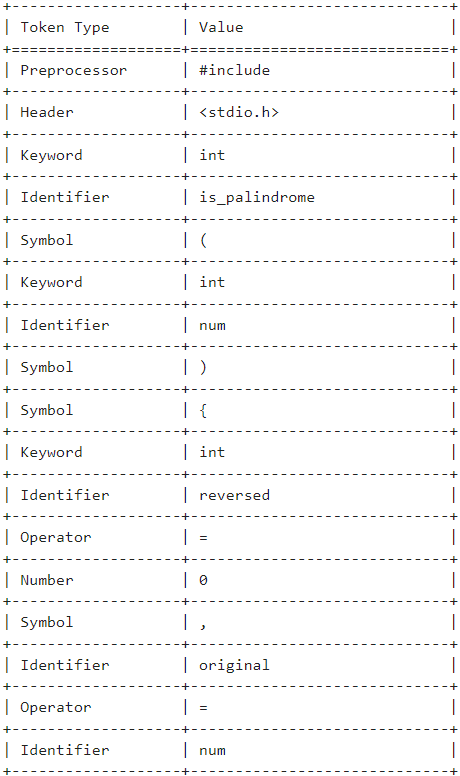 +-------------------+-----------------------------+
| Token Type        | Value                       |
+===================+=============================+
| Preprocessor      | #include                    |
+-------------------+-----------------------------+
| Header            | <stdio.h>                   |
+-------------------+-----------------------------+
| Keyword           | int                         |
+-------------------+-----------------------------+
| Identifier        | is_palindrome               |
+-------------------+-----------------------------+
| Symbol            | (                           |
+-------------------+-----------------------------+
| Keyword           | int                         |
+-------------------+-----------------------------+
| Identifier        | num                         |
+-------------------+-----------------------------+
| Symbol            | )                           |
+-------------------+-----------------------------+
| Symbol            | {                           |
+-------------------+-----------------------------+
| Keyword           | int                         |
+-------------------+-----------------------------+
| Identifier        | reversed                    |
+-------------------+-----------------------------+
| Operator          | =                           |
+-------------------+-----------------------------+
| Number            | 0                           |
+-------------------+-----------------------------+
| Symbol            | ,                           |
+-------------------+-----------------------------+
| Identifier        | original                    |
+-------------------+-----------------------------+
| Operator          | =                           |
+-------------------+-----------------------------+
| Identifier        | num                         |
+-------------------+-----------------------------+